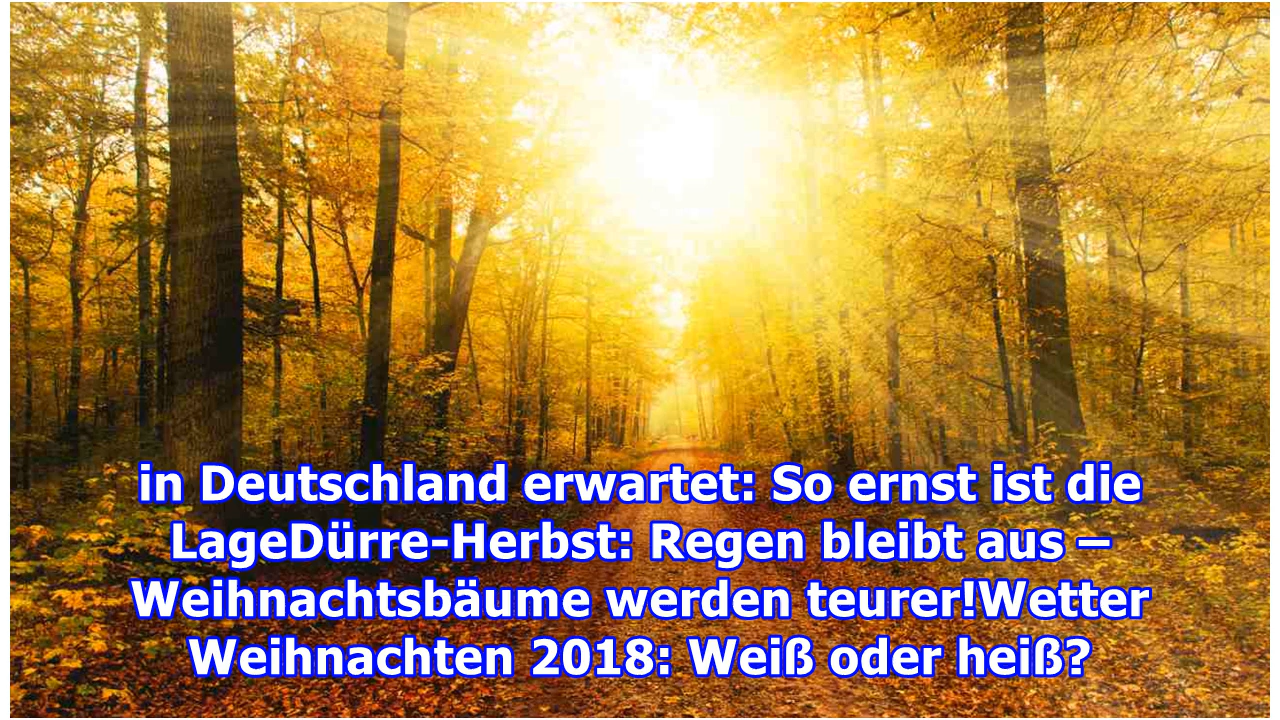 in Deutschland erwartet: So ernst ist die
LageDürre-Herbst: Regen bleibt aus –
Weihnachtsbäume werden teurer!Wetter
Weihnachten 2018: Weiß oder heiß?